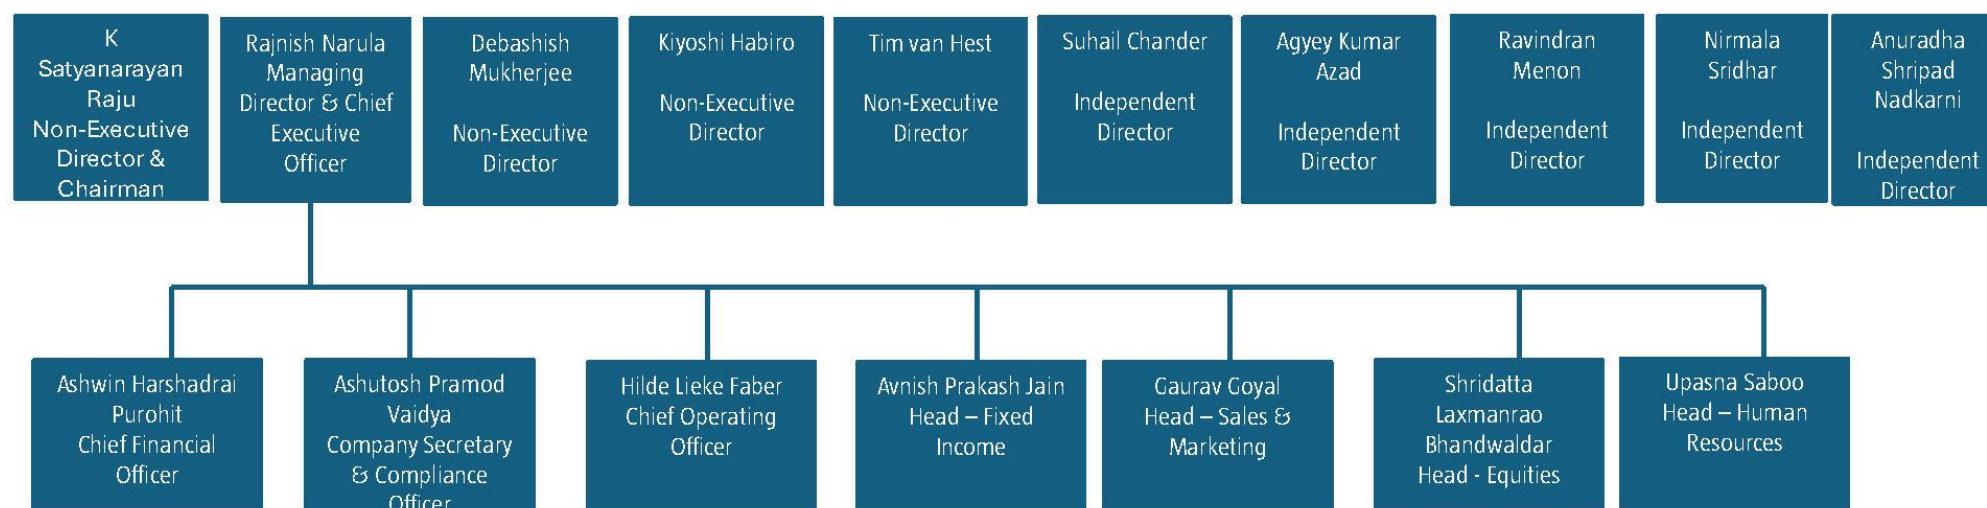 K
Satyanarayan
Raju
Non-Executive
Director &
Chairman
Rajnish Narula
Managing
Director & Chief
Executive
Officer
Debashish
Mukherjee
Non-Executive
Director
Kiyoshi Habiro
Non-Executive
Director
Tim van Hest
Non-Executive
Director
Suhail Chander
Independent
Director
Agyey Kumar
Azad
Independent
Director
Ravindran
Menon
Independent
Director
Nirmala
Sridhar
Independent
Director
Anuradha
Shripad
Nadkarni
Independent
Director
Ashwin Harshadrai
Purohit
Chief Financial
Officer
Ashutosh Pramod
Vaidya
Company Secretary
& Compliance
Officer
Hilde Lieke Faber
Chief Operating
Officer
Avnish Prakash Jain
Head – Fixed
Income
Gaurav Goyal
Head – Sales &
Marketing
Shridatta
Laxmanrao
Bhandwaldar
Head - Equities
Upasna Saboo
Head – Human
Resources